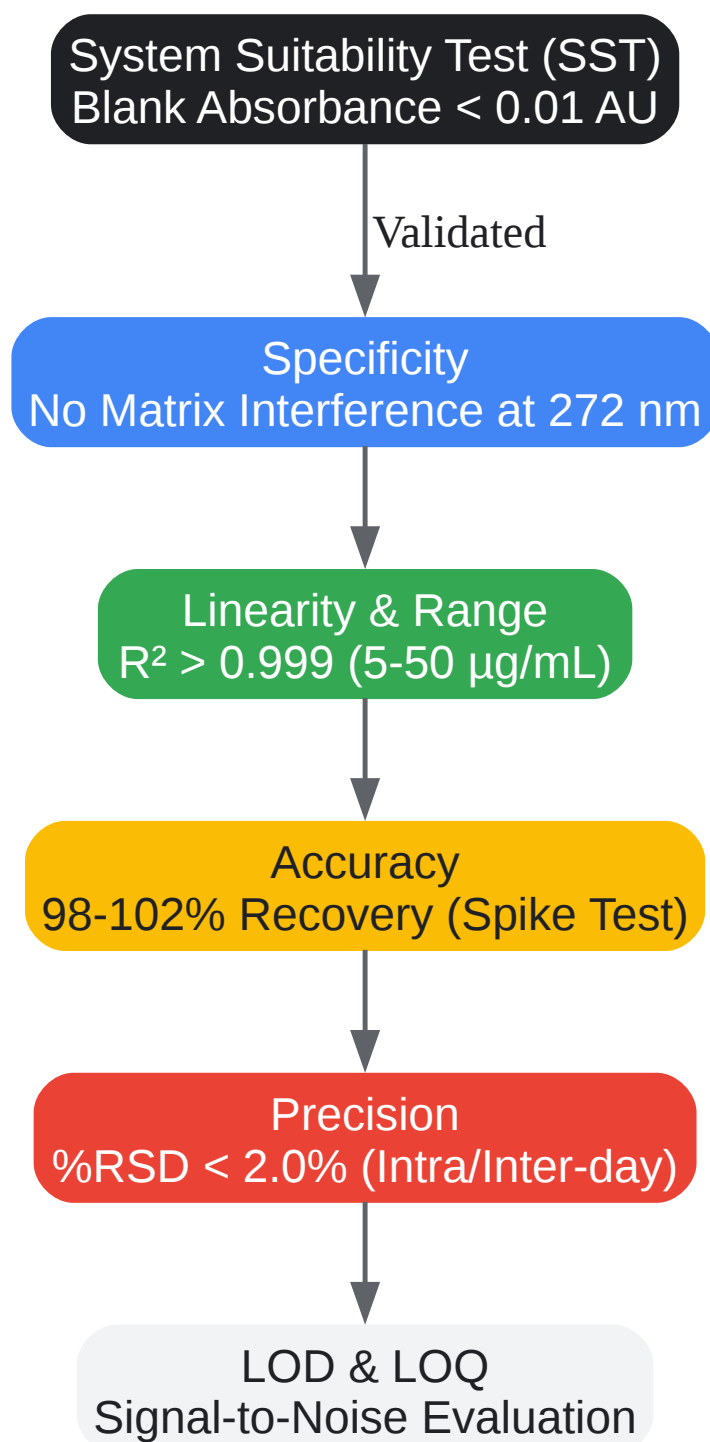 System Suitability Test (SST)
Blank Absorbance < 0.01 AU
Validated
Specificity
No Matrix Interference at 272 nm
Linearity & Range
R² > 0.999 (5-50 µg/mL)
Accuracy
98-102% Recovery (Spike Test)
Precision
%RSD < 2.0% (Intra/Inter-day)
LOD & LOQ
Signal-to-Noise Evaluation